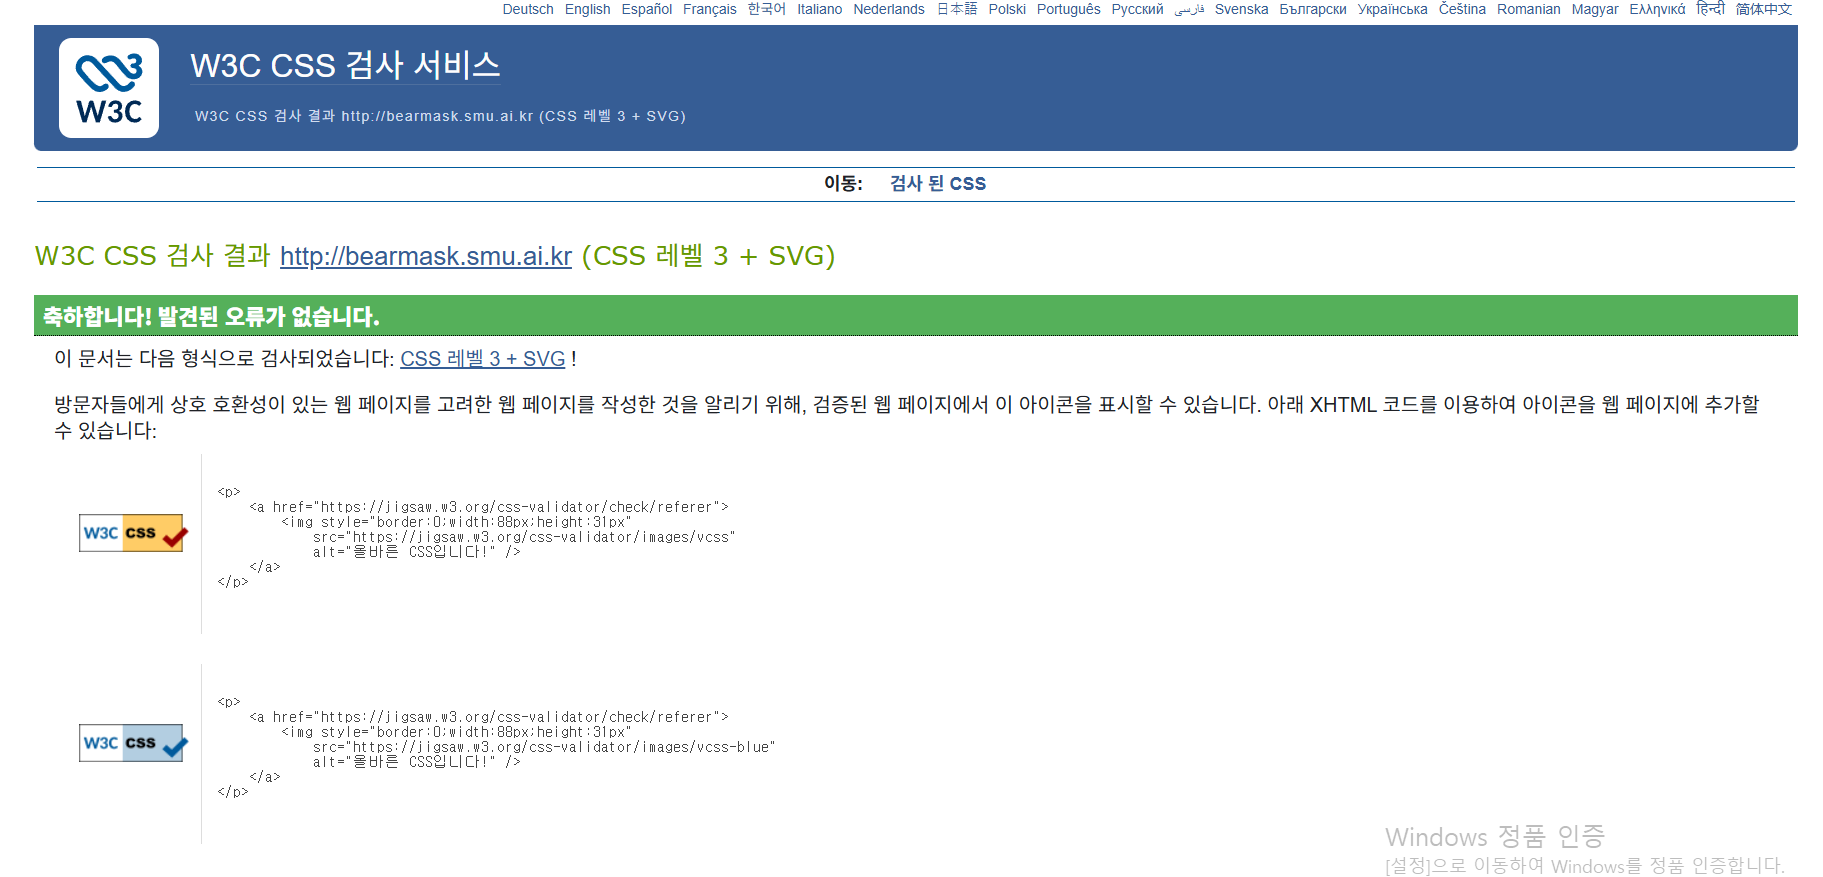 Deutsch English Español Français 한국어 Italiano Nederlands 日本語 Polski Português Русский فارسی Svenska Български Українська Čeština Romanian Magyar Ελληνικά हिन्दी 简体中文
W3C
W3C CSS 검사 서비스
W3C CSS 검사 결과 http://bearmask.smu.ai.kr (CSS 레벨 3 + SVG)
이동: 검사 된 CSS
W3C CSS 검사 결과 http://bearmask.smu.ai.kr (CSS 레벨 3 + SVG)
축하합니다! 발견된 오류가 없습니다.
이 문서는 다음 형식으로 검사되었습니다: CSS 레벨 3 + SVG !
방문자들에게 상호 호환성이 있는 웹 페이지를 고려한 웹 페이지를 작성한 것을 알리기 위해, 검증된 웹 페이지에서 이 아이콘을 표시할 수 있습니다. 아래 XHTML 코드를 이용하여 아이콘을 웹 페이지에 추가할
수 있습니다:
W3C CSS
<p>
<a href="https://jigsaw.w3.org/css-validator/check/referer">
<img style="border:0;width:88px;height:31px"
src="https://jigsaw.w3.org/css-validator/images/vcss"
alt="올바른 CSS입니다!" />
</a>
</p>
W3C CSS
<p>
<a href="https://jigsaw.w3.org/css-validator/check/referer">
<img style="border:0;width:88px;height:31px"
src="https://jigsaw.w3.org/css-validator/images/vcss-blue"
alt="올바른 CSS입니다!" />
</a>
</p>
Windows 정품 인증
[설정]으로 이동하여 Windows를 정품 인증합니다.